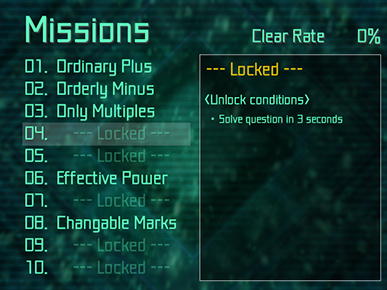 Missions
Clear Rate 0%
01. Ordinary Plus
02. Orderly Minus
03. Only Multiples
04. --- Locked ---
05. --- Locked ---
06. Effective Power
07. --- Locked ---
08. Changable Marks
09. --- Locked ---
10. --- Locked ---
--- Locked ---
<Unlock conditions>
・Solve question in 3 seconds